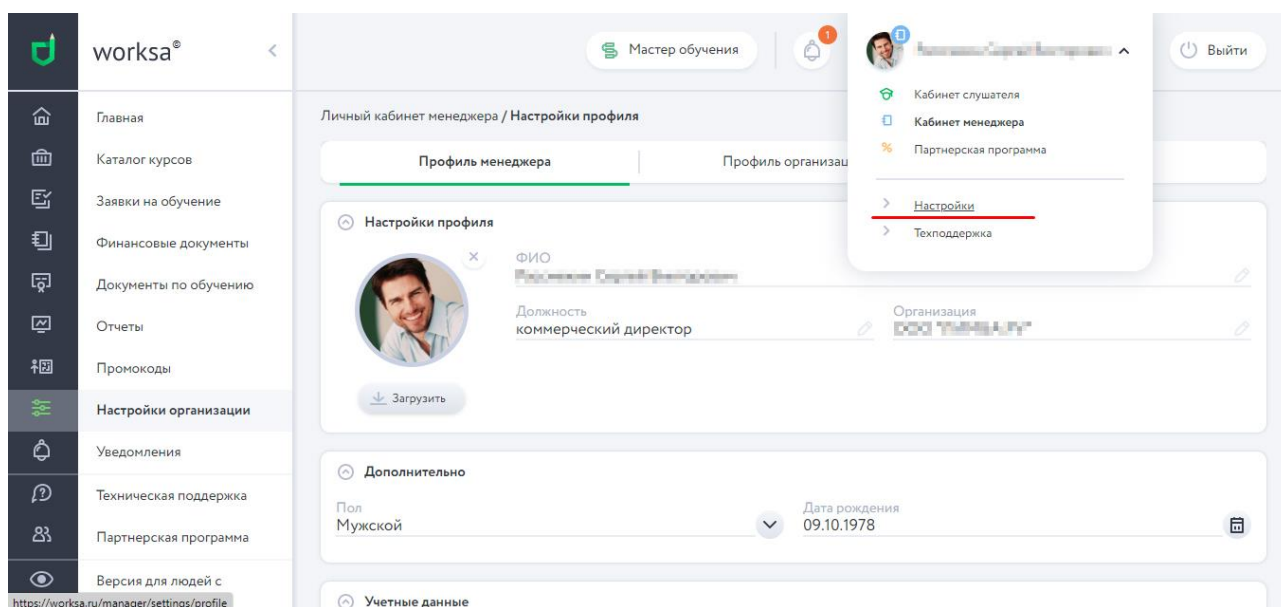 worksa®
Мастер обучения
1
Выйти
Кабинет слушателя
Кабинет менеджера
Партнерская программа
Настройки
Техподдержка
Главная
Каталог курсов
Заявки на обучение
Финансовые документы
Документы по обучению
Отчеты
Промокоды
Настройки организации
Уведомления
Техническая поддержка
Партнерская программа
Версия для людей с
https://worksa.ru/manager/settings/profile
Личный кабинет менеджера / Настройки профиля
Профиль менеджера
Профиль организац
Настройки профиля
ФИО
Должность
коммерческий директор
Организация
Загрузить
Дополнительно
Пол
Мужской
Дата рождения
09.10.1978
Учетные данные